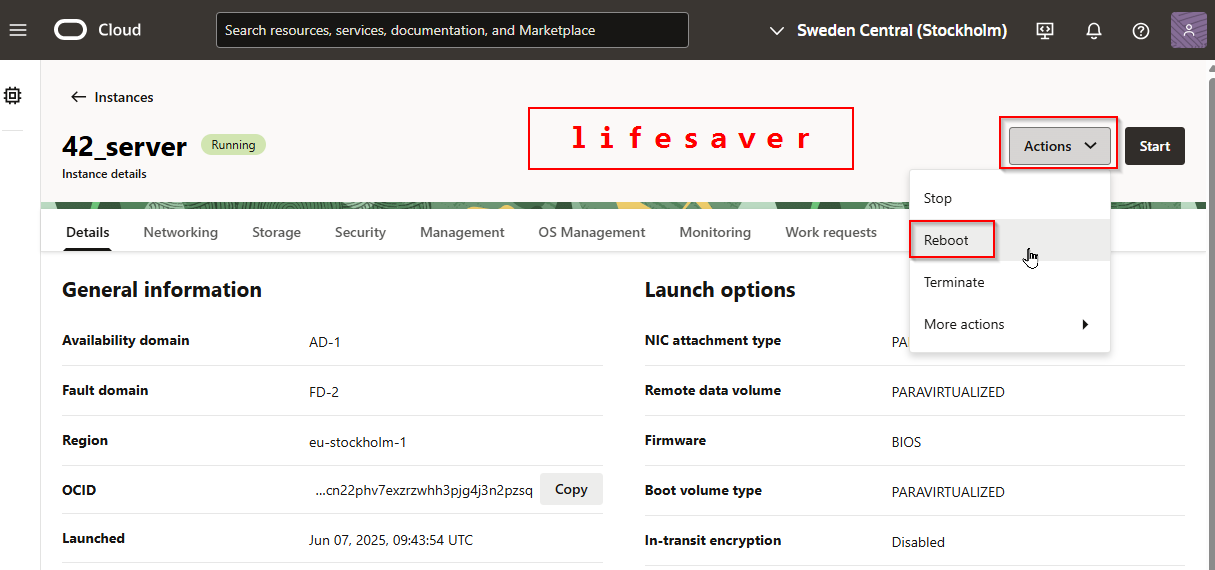 Cloud
Search resources, services, documentation, and Marketplace
Sweden Central (Stockholm)
Instances
42_server
Running
l i f e s a v e r
Actions
Start
Instance details
Stop
Reboot
Terminate
More actions
Details Networking Storage Security Management OS Management Monitoring Work requests
General information
Availability domain AD-1
Fault domain FD-2
Region eu-stockholm-1
OCID ...cn22phv7exzrzwhh3pjg4j3n2pzsq Copy
Launched Jun 07, 2025, 09:43:54 UTC
Launch options
NIC attachment type PA
Remote data volume PARAVIRTUALIZED
Firmware BIOS
Boot volume type PARAVIRTUALIZED
In-transit encryption Disabled